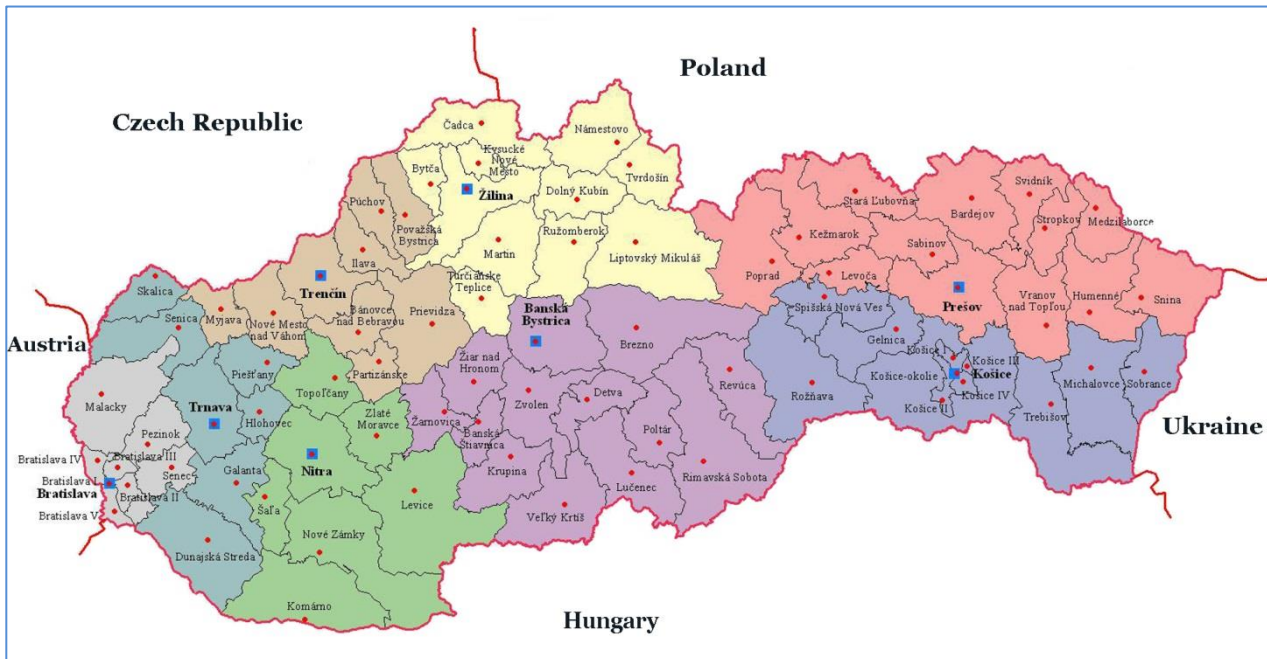 Poland
Czech Republic
Čadca
Námestovo
Kysucké
Nové
Mesto
Bytča
Tvrdošín
Žilina
Dolný Kubín
Svidník
Stará Ľubovňa
Púchov
Bardejov
Stropkov
Medzilaborce
Považská
Bystrica
Kežmarok
Martin
Ružomberok
Sabinov
Ilava
Liptovský Mikuláš
Poprad
Levoča
Skalica
Trenčín
Turčianske
Teplice
Prešov
Humenné
Snina
Vranov
nad Topľou
Spišská Nová Ves
Bánovce
nad Bebravou
Prievidza
Banská
Bystrica
Myjava
Nové Mesto
nad Váhom
Senica
Gelnica
Austria
Brezno
Košice I
Košice III
Žiar nad
Hronom
Piešťany
Partizánske
Košice-okolie
Košice
Michalovce
Sobrance
Revúca
Topoľčany
Zvolen
Detva
Rožňava
Košice IV
Malacky
Košice II
Trebišov
Trnava
Hlohovec
Zlaté
Moravce
Žarnovica
Banská
Štiavnica
Poltár
Ukraine
Pezinok
Bratislava III
Bratislava IV
Nitra
Krupina
Senec
Galanta
Rimavská Sobota
Bratislava I
Bratislava
Bratislava II
Lučenec
Šaľa
Levice
Bratislava V
Veľký Krtíš
Nové Zámky
Dunajská Streda
Komárno
Hungary